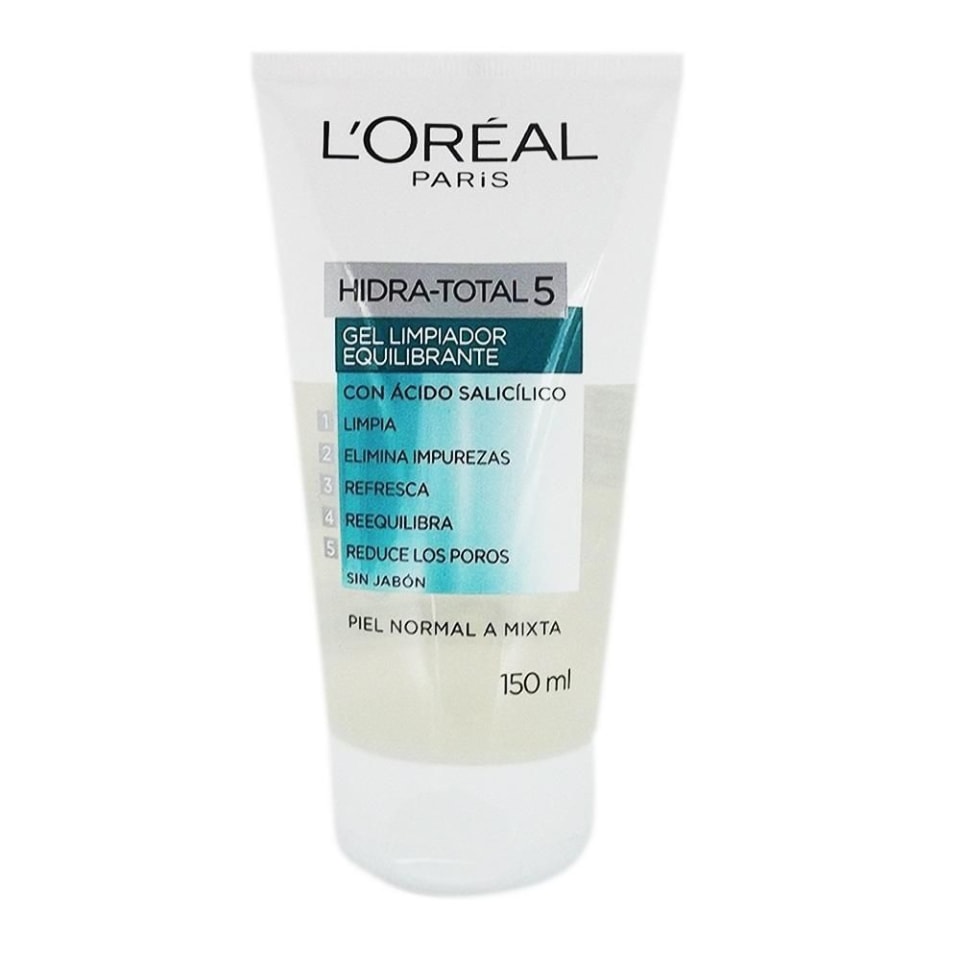 L'ORÉAL
PARiS
HIDRA-TOTAL 5
GEL LIMPIADOR
EQUILIBRANTE
CON ÁCIDO SALICÍLICO
1 LIMPIA
2 ELIMINA IMPUREZAS
3 REFRESCA
4 REEQUILIBRA
5 REDUCE LOS POROS
SIN JABÓN
PIEL NORMAL A MIXTA
150 ml